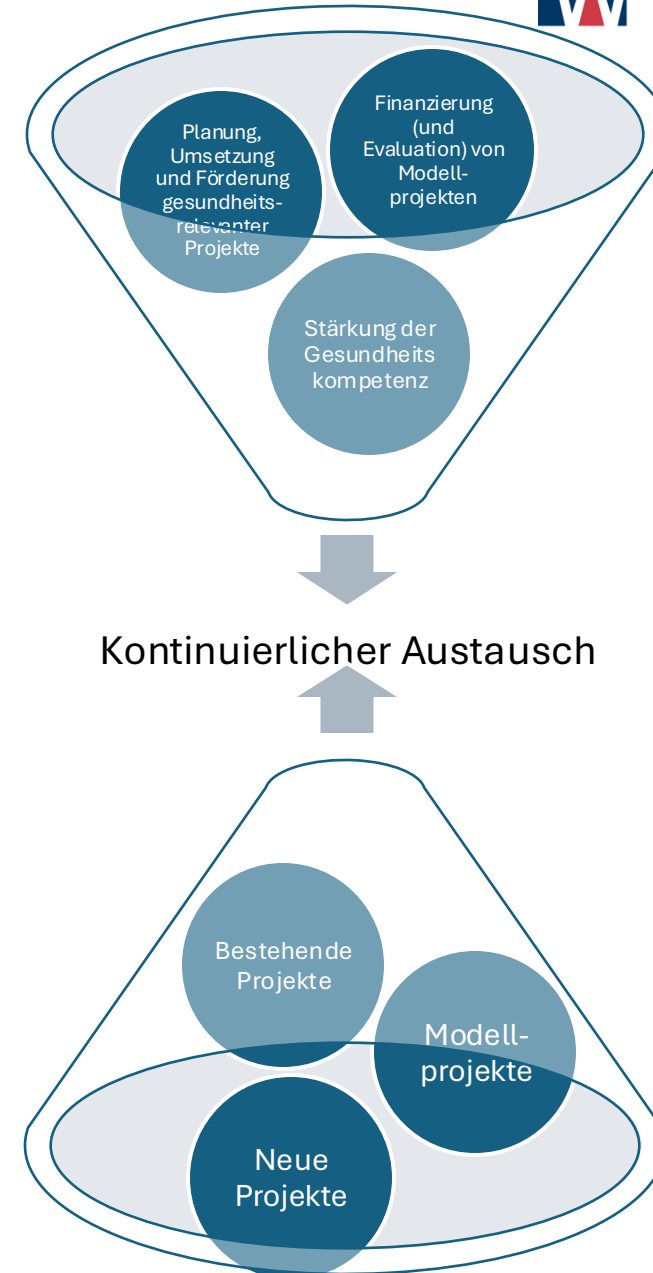 Finanzierung
(und
Evaluation) von
Modell-
projekten
Planung,
Umsetzung
und Förderung
gesundheits-
relevanter
Projekte
Stärkung der
Gesundheits
kompetenz
Kontinuierlicher Austausch
Bestehende
Projekte
Modell-
projekte
Neue
Projekte